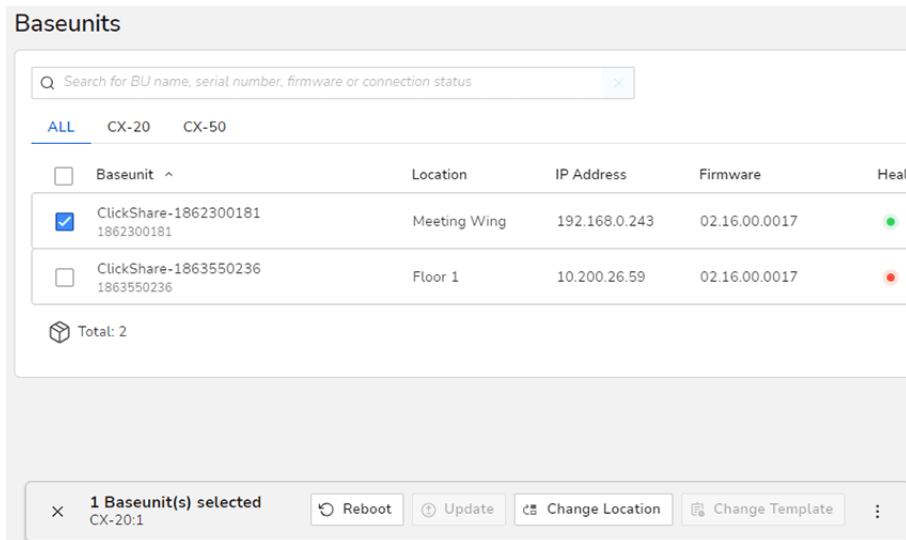 Baseunits
Search for BU name, serial number, firmware or connection status
ALL CX-20 CX-50
Baseunit Location IP Address Firmware Heal
ClickShare-1862300181 Meeting Wing 192.168.0.243 02.16.00.0017
1862300181
ClickShare-1863550236 Floor 1 10.200.26.59 02.16.00.0017
1863550236
Total: 2
1 Baseunit(s) selected Reboot Update Change Location Change Template
CX-20:1